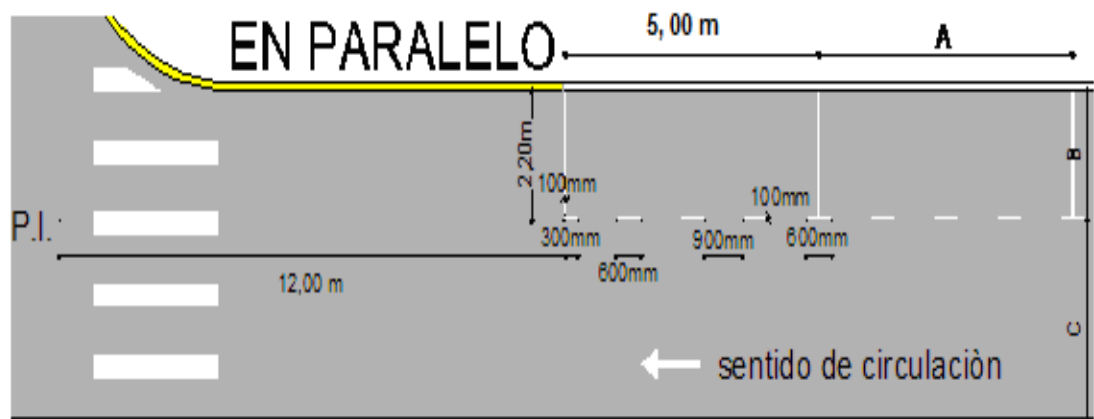 EN PARALELO
5, 00 m
A
2,20m
B
100mm
100mm
P.I.
300mm
900mm
600mm
600mm
12,00 m
C
sentido de circulaciòn